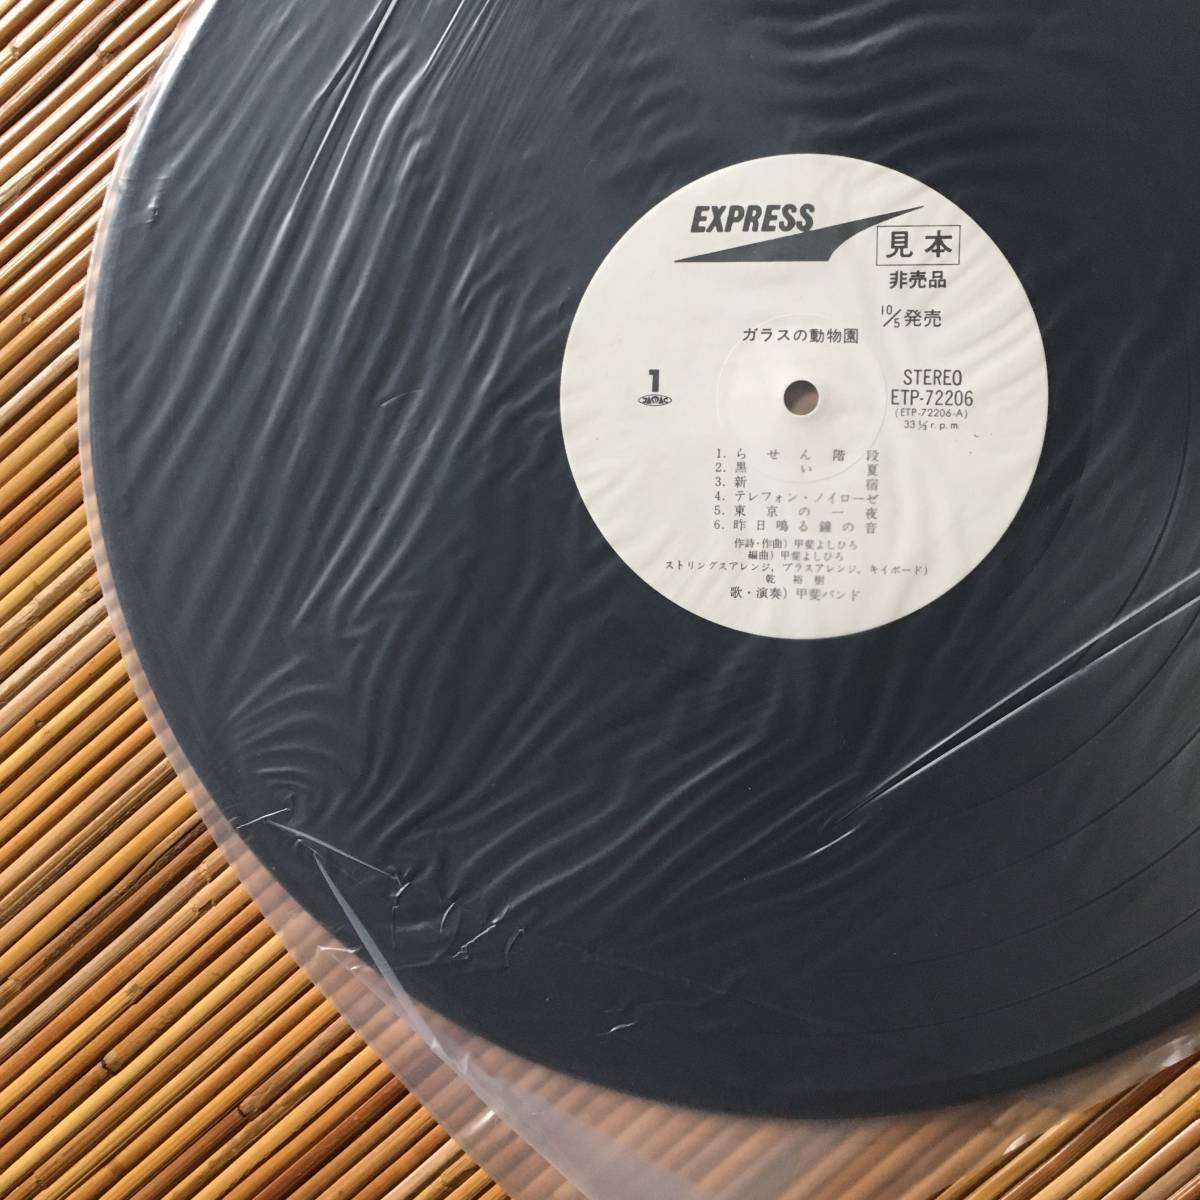 EXPRESS
見本
非売品
10/5発売
ガラスの動物園
1
STEREO
ETP-72206
(ETP-72206-A)
33 1/3 r.p.m.
1. らせん階段
2. 黒い夏
3. 新宿
4. テレフォン・ノイローゼ
5. 東京の一夜
6. 昨日鳴る鐘の音
作詩・作曲) 甲斐よしひろ
編曲) 甲斐よしひろ
ストリングスアレンジ, ブラスアレンジ, キイボード)
乾裕樹
歌・演奏) 甲斐バンド